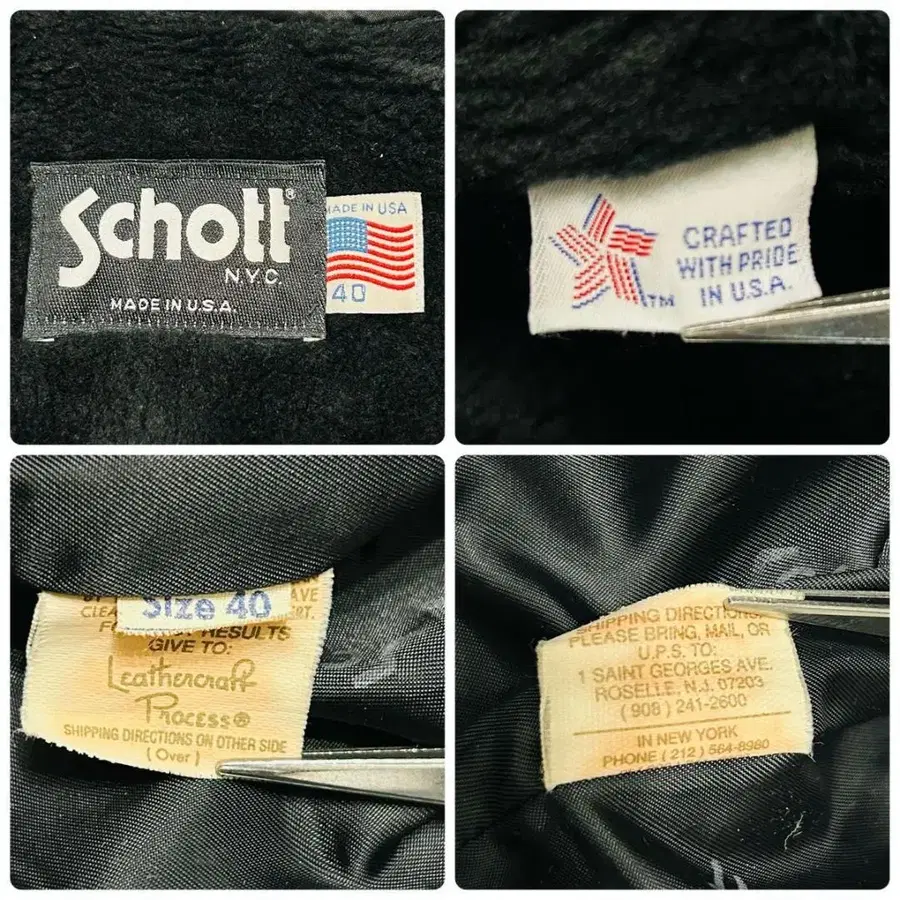 Schott®
N.Y.C.
MADE IN U.S.A.
MADE IN USA
40
CRAFTED
WITH PRIDE
IN U.S.A.
TM
Size 40
RESULTS
GIVE TO:
Leathercraft
Process®
SHIPPING DIRECTIONS ON OTHER SIDE
(Over)
SHIPPING DIRECTIONS
PLEASE BRING, MAIL, OR
U.P.S. TO:
1 SAINT GEORGES AVE.
ROSELLE, N.J. 07203
(908) 241-2600
IN NEW YORK
PHONE (212) 564-8980